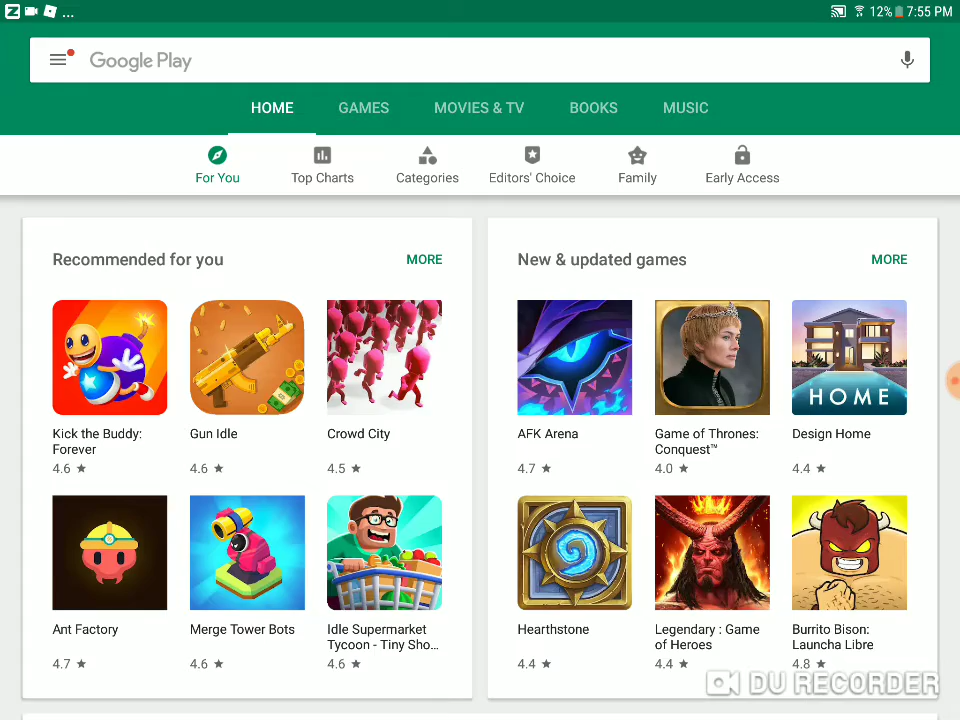 ... 12% 7:55 PM
Google Play
HOME GAMES MOVIES & TV BOOKS MUSIC
For You Top Charts Categories Editors' Choice Family Early Access
Recommended for you MORE
Kick the Buddy:
Forever
4.6
Gun Idle
4.6
Crowd City
4.5
Ant Factory
4.7
Merge Tower Bots
4.6
Idle Supermarket
Tycoon - Tiny Sho...
4.6
New & updated games MORE
AFK Arena
4.7
Game of Thrones:
Conquest™
4.0
HOME
Design Home
4.4
Hearthstone
4.4
Legendary : Game
of Heroes
4.4
Burrito Bison:
Launcha Libre
4.8
DU RECORDER